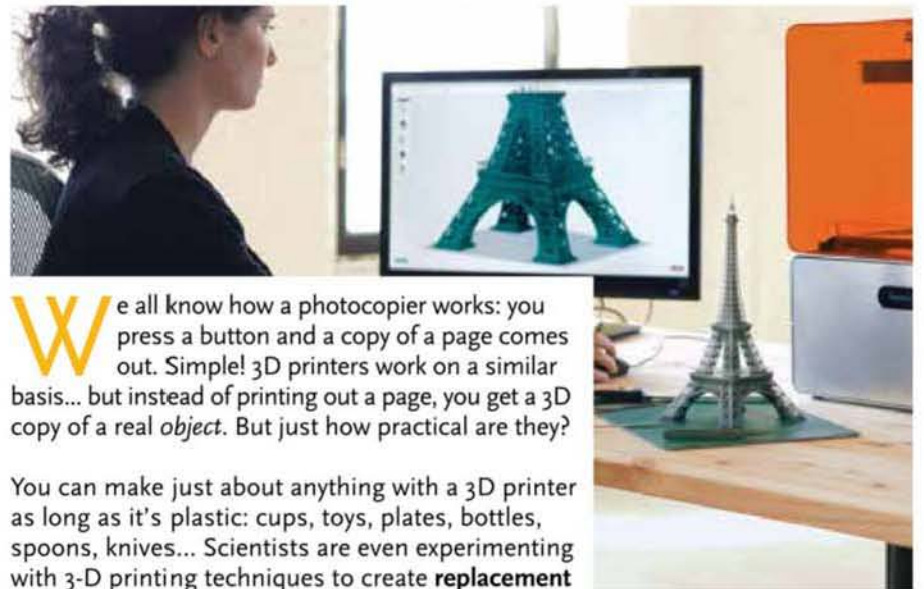 We all know how a photocopier works: you
press a button and a copy of a page comes
out. Simple! 3D printers work on a similar
basis... but instead of printing out a page, you get a 3D
copy of a real object. But just how practical are they?
You can make just about anything with a 3D printer
as long as it's plastic: cups, toys, plates, bottles,
spoons, knives... Scientists are even experimenting
with 3-D printing techniques to create replacement